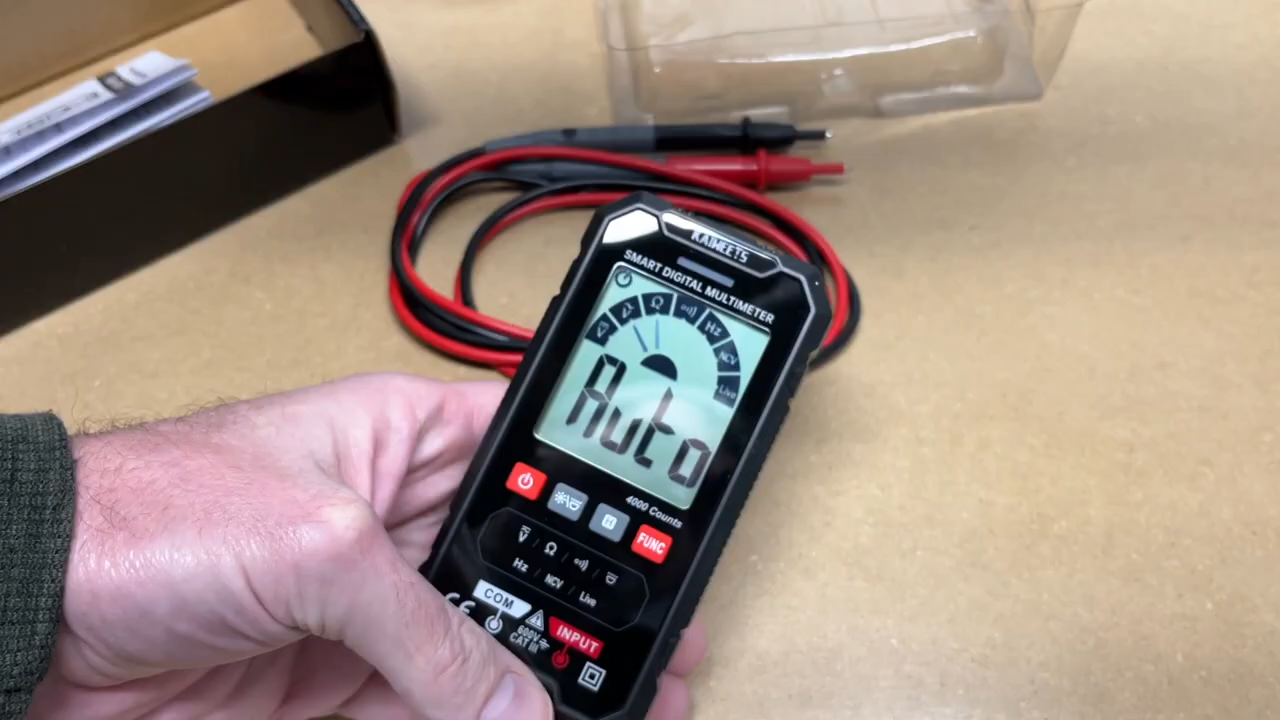 KAIWEETS
SMART DIGITAL MULTIMETER
Ω
Hz
NCV
Live
Auto
4000 Counts
H
FUNC
V / Ω
Hz / NCV / Live
CE
COM
600V
CAT III
INPUT